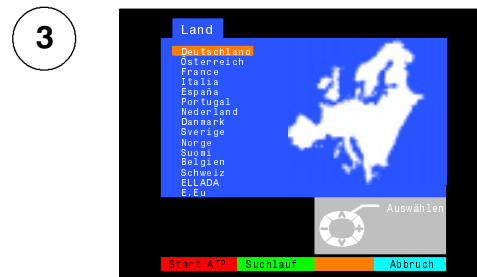 3
Land
Deutschland
Österreich
France
Italia
España
Portugal
Nederland
Danmark
Sverige
Norge
Suomi
Belgien
Schweiz
ELLADA
E.Eu
Auswählen
Start ATP Suchlauf Abbruch